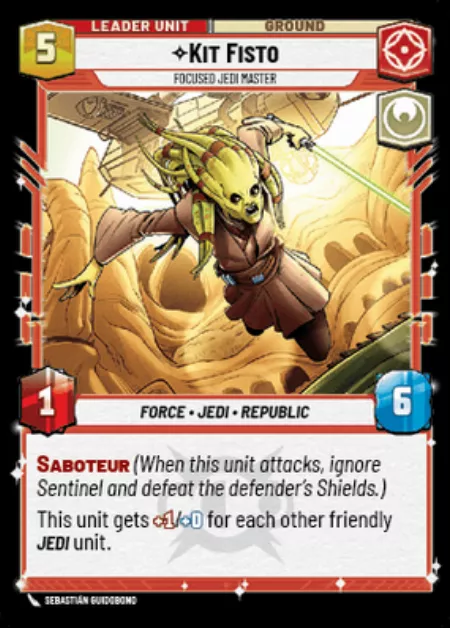 LEADER UNIT GROUND
5
KIT FISTO
FOCUSED JEDI MASTER
1
FORCE • JEDI • REPUBLIC
6
SABOTEUR (When this unit attacks, ignore
Sentinel and defeat the defender's Shields.)
This unit gets +1/+0 for each other friendly
JEDI unit.
SEBASTIÁN GUIDOBONO